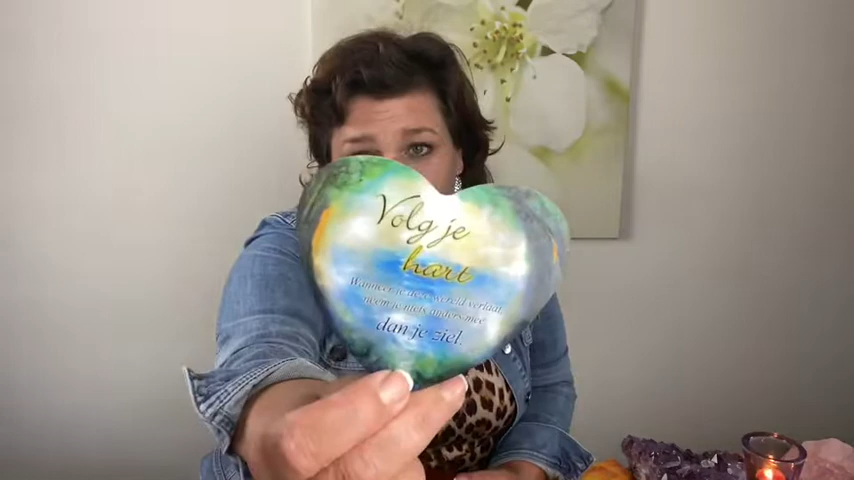 Volg je
hart
Wanneer je deze wereld verlaat,
neem je niets anders mee
dan je ziel.